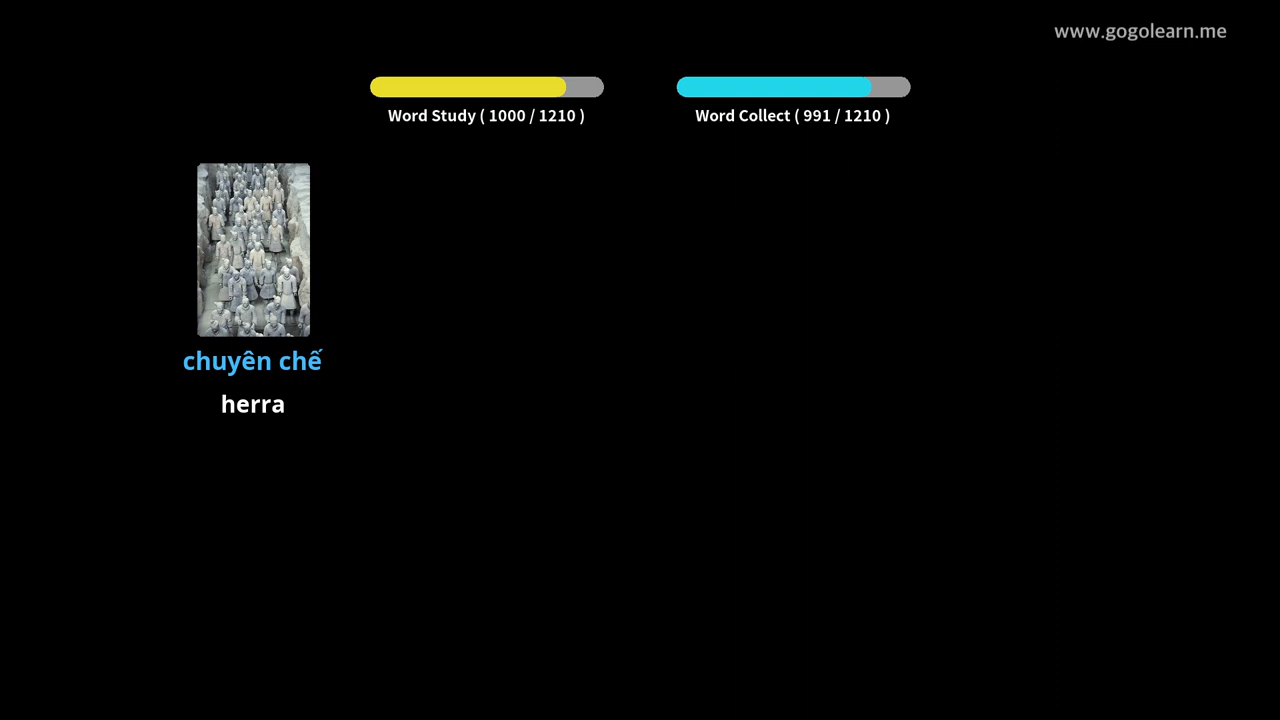 www.gogolearn.me
Word Study ( 1000 / 1210 )
Word Collect ( 991 / 1210 )
chuyên chế
herra